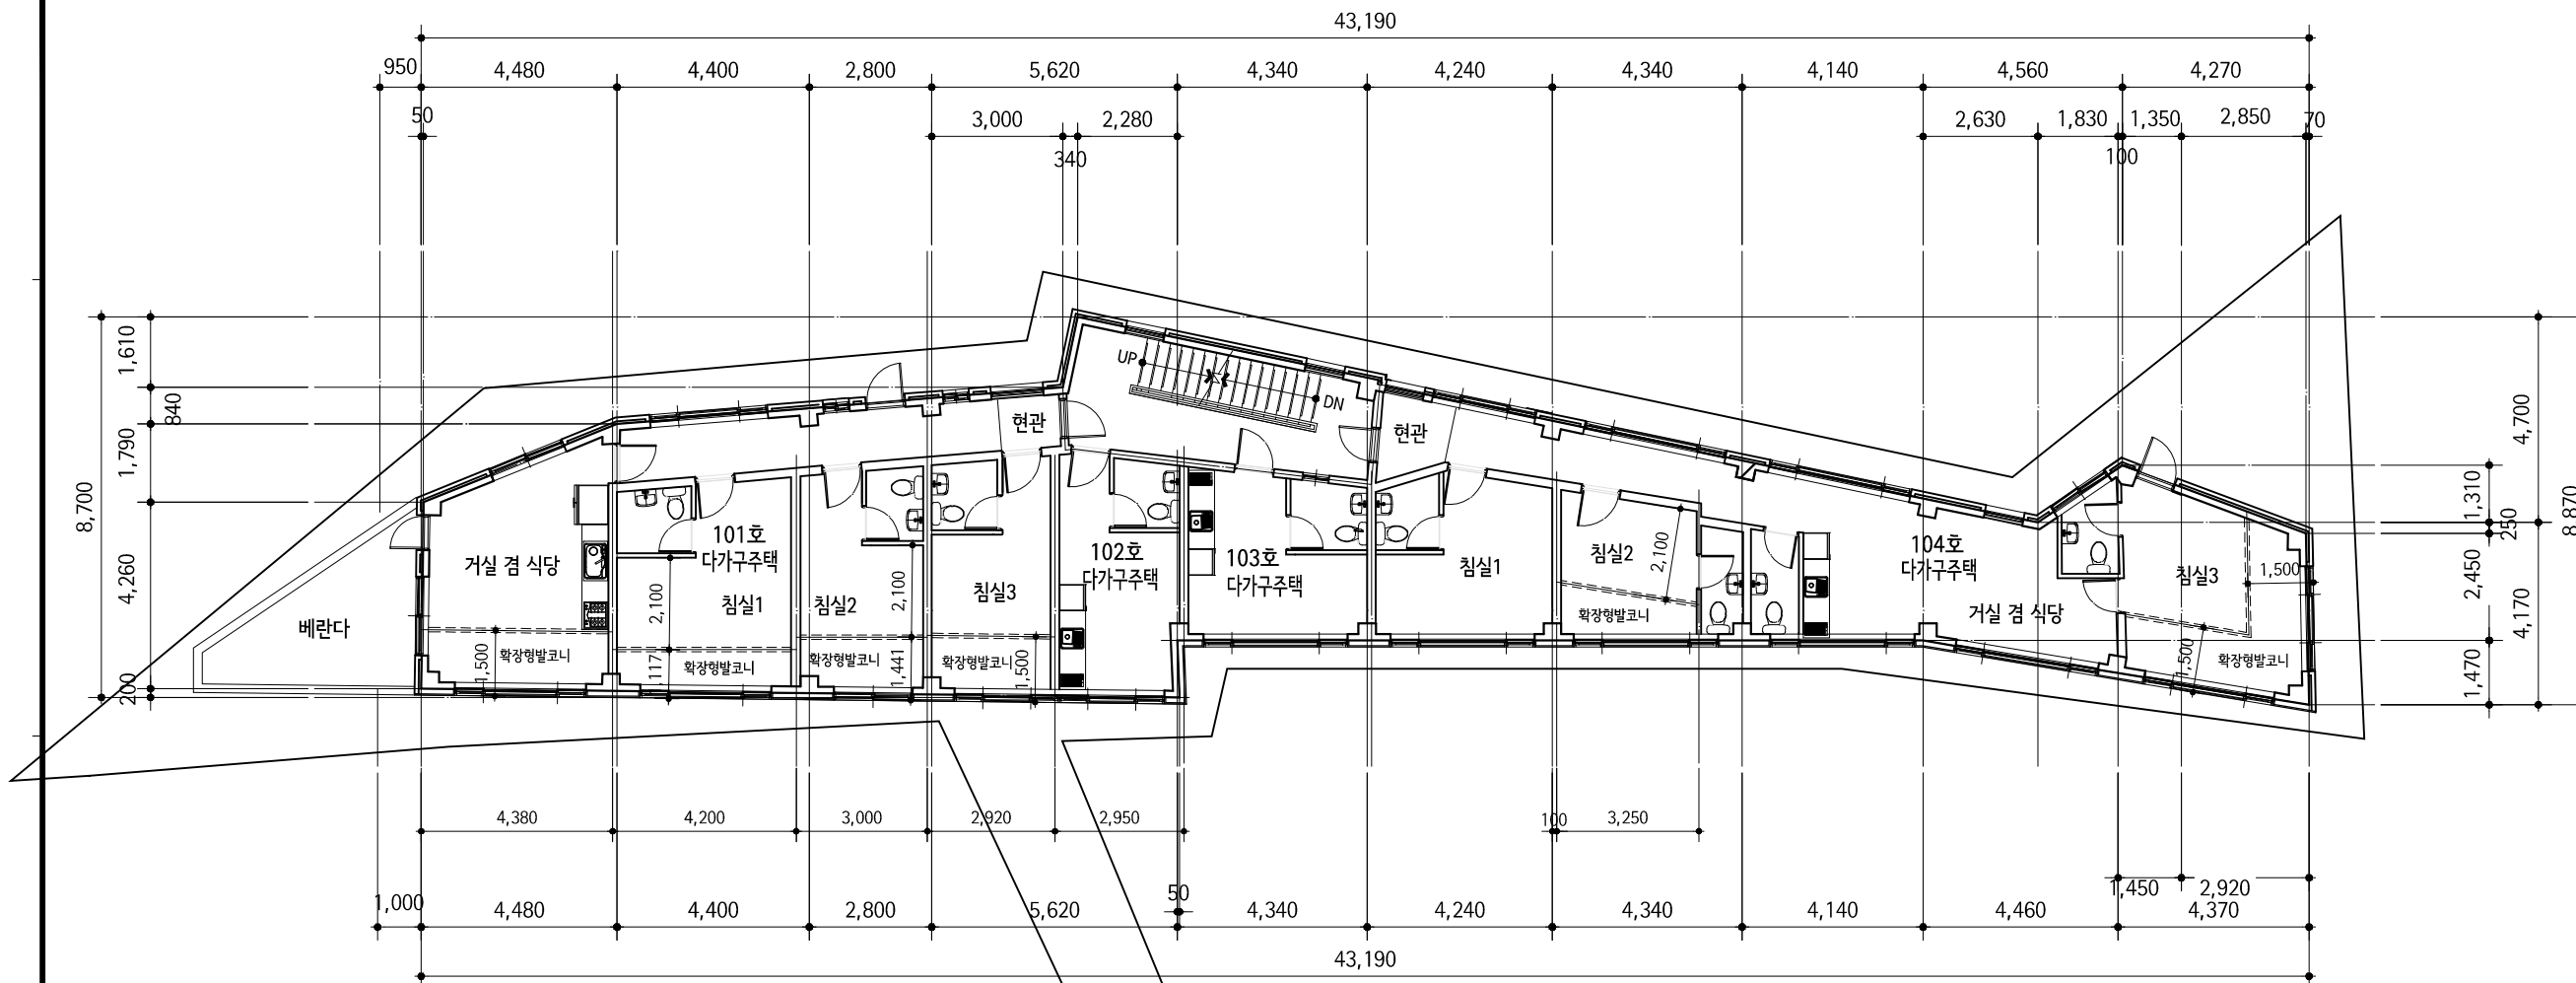 43,190
950 4,480 4,400 2,800 5,620 4,340 4,240 4,340 4,140 4,560 4,270
50 3,000 2,280 2,630 1,830 1,350 2,850 70
340 100
1,610
840
1,790
8,700
4,260
200
4,700
1,310
250
8,870
2,450
4,170
1,470
UP
DN
현관
현관
101호
다가구주택
거실 겸 식당
침실1
침실2
침실3
102호
다가구주택
103호
다가구주택
침실1
침실2
104호
다가구주택
거실 겸 식당
침실3
베란다
2,100
2,100
2,100
1,500
확장형발코니
1,500
확장형발코니
,117
확장형발코니
1,441
확장형발코니
1,500
확장형발코니
1,500
확장형발코니
4,380 4,200 3,000 2,920 2,950 100 3,250
1,450 2,920
1,000 4,480 4,400 2,800 5,620 50 4,340 4,240 4,340 4,140 4,460 4,370
43,190